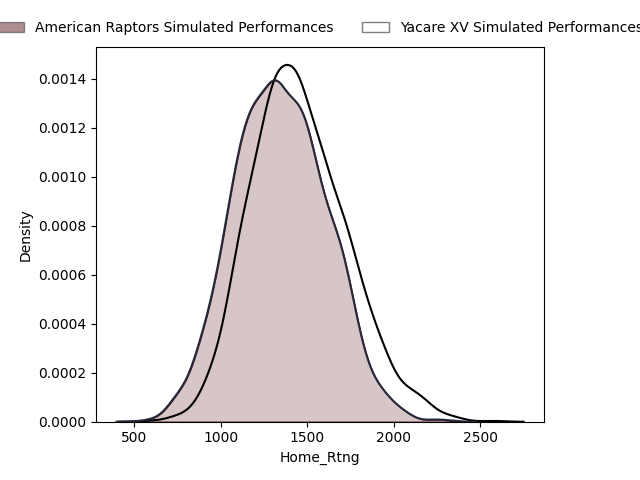 American Raptors Simulated Performances Yacare XV Simulated Performances
0.0014
0.0012
0.0010
0.0008
0.0006
0.0004
0.0002
0.0000
Density
500 1000 1500 2000 2500
Home_Rtng